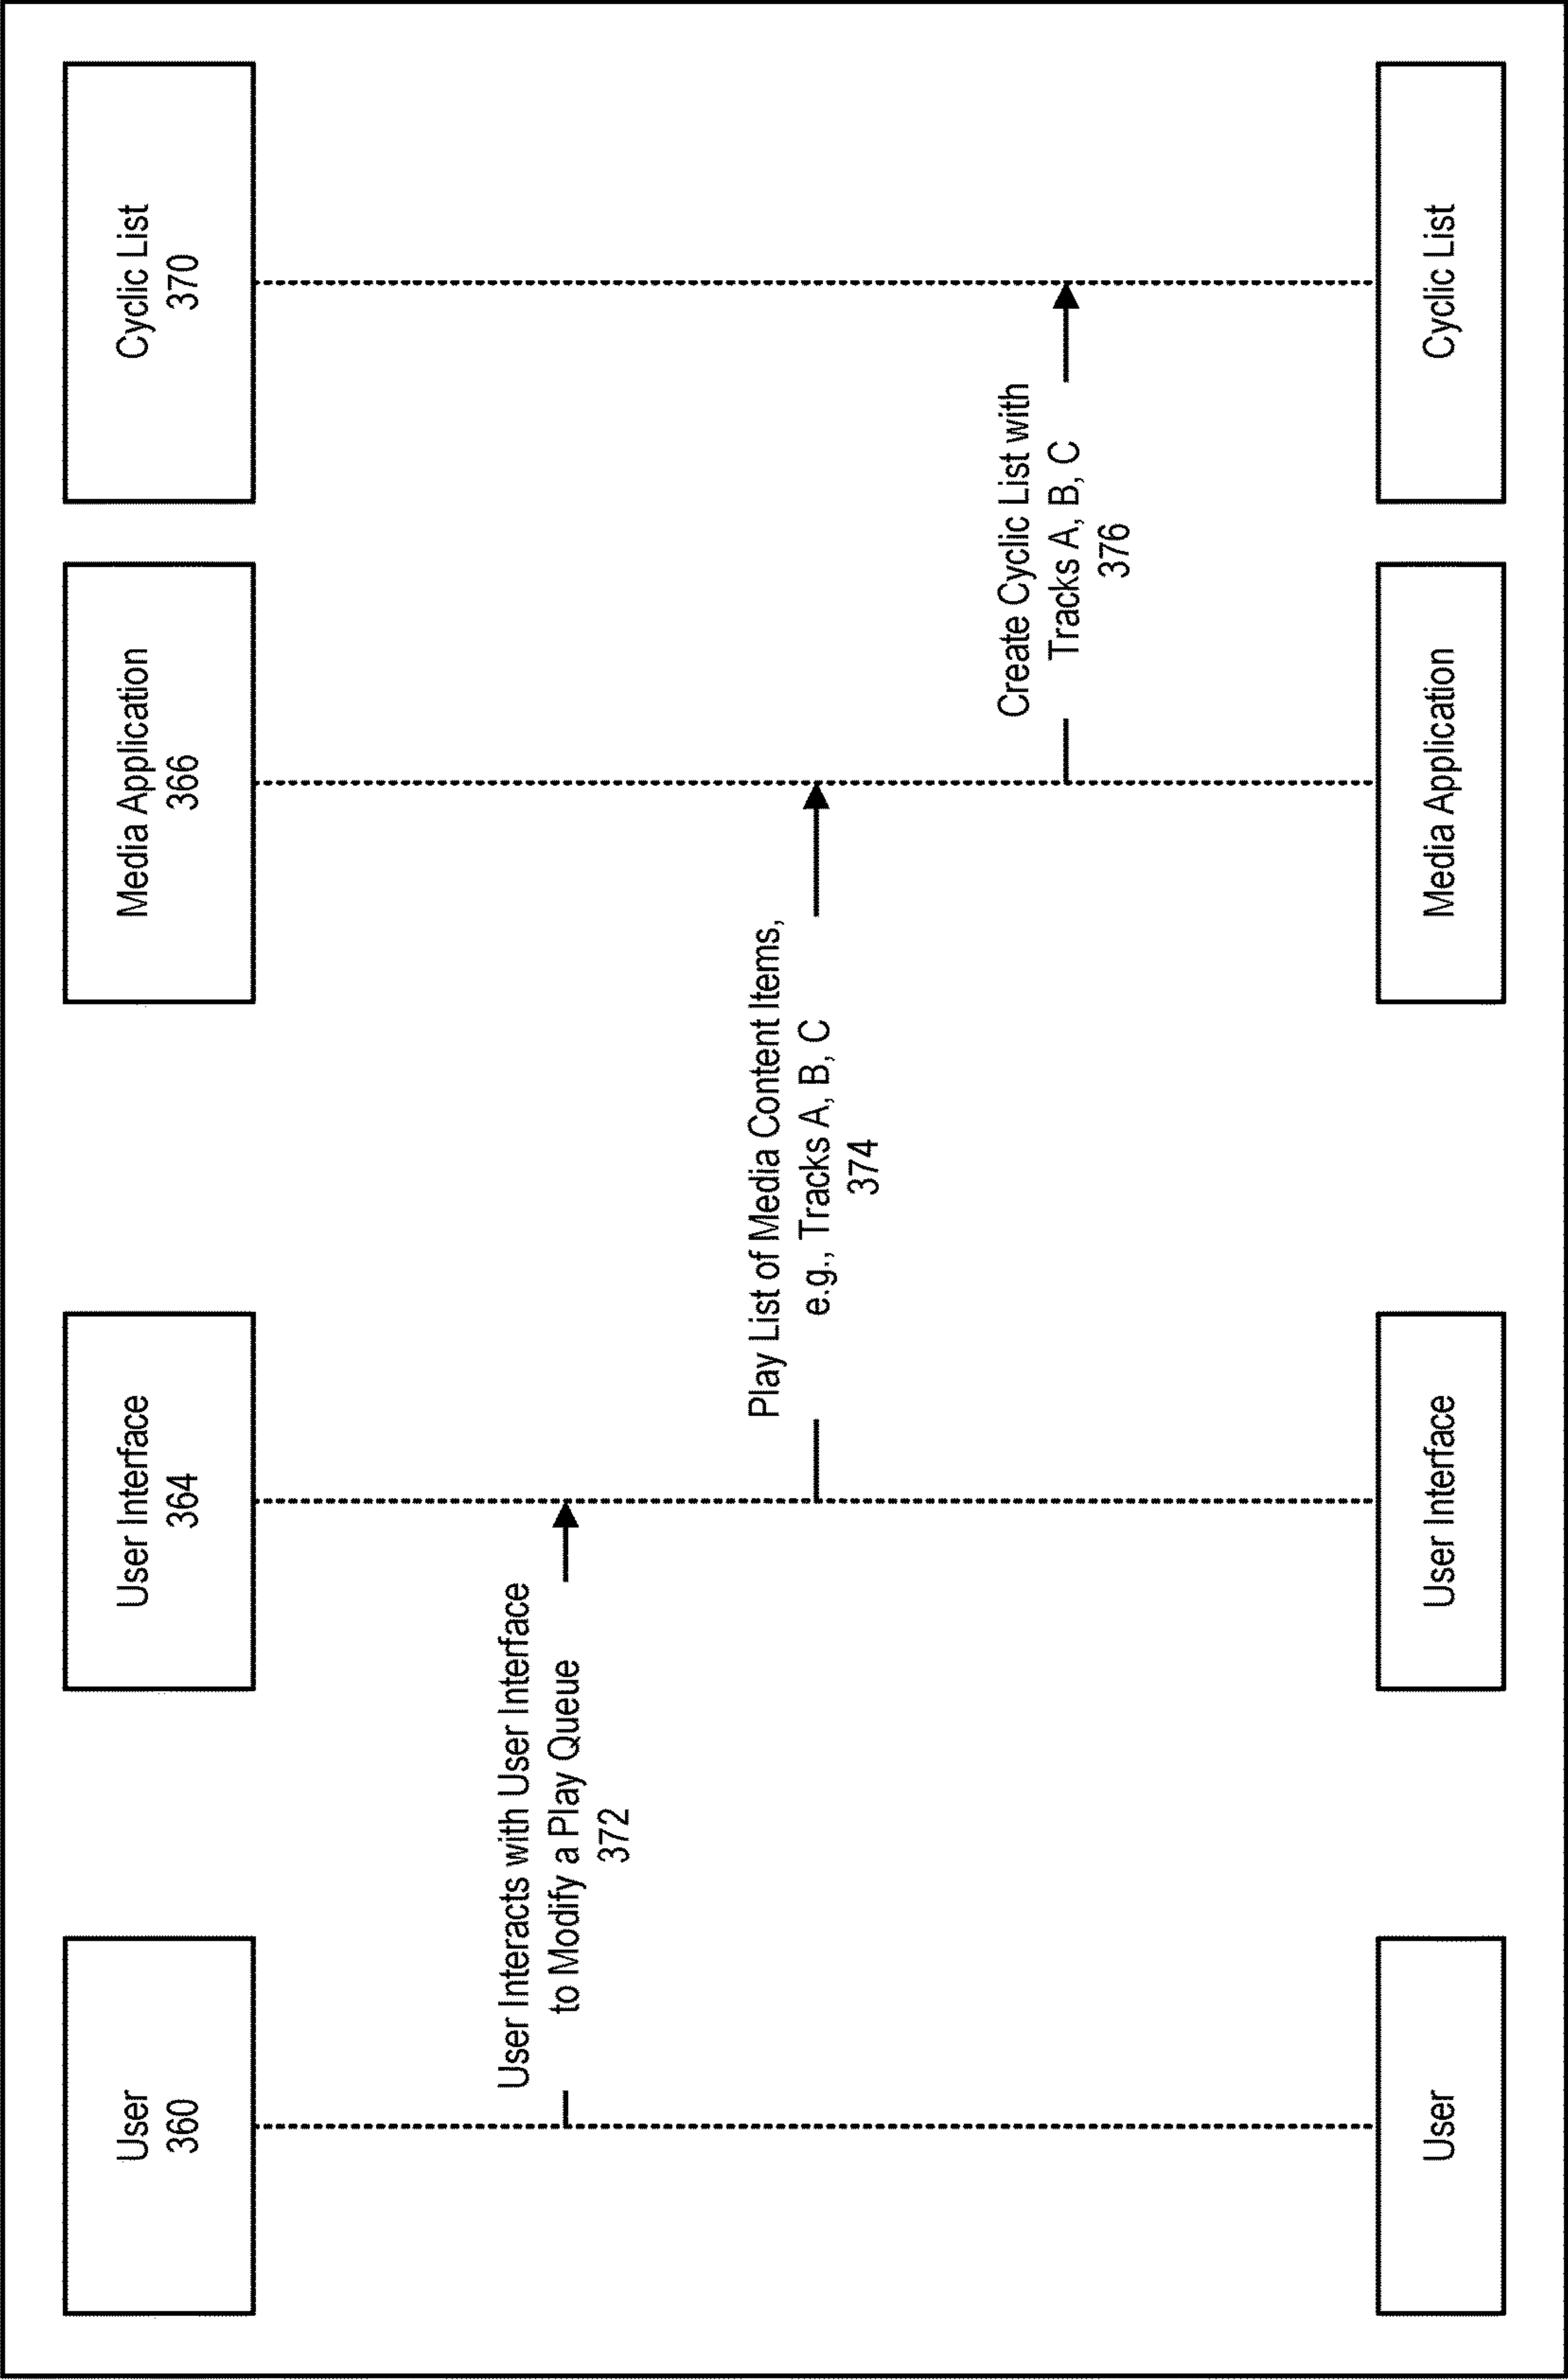 User
360
User Interface
364
Media Application
366
Cyclic List
370
User Interacts with User Interface
to Modify a Play Queue
372
Play List of Media Content Items,
e.g., Tracks A, B, C
374
Create Cyclic List with
Tracks A, B, C
376
User
User Interface
Media Application
Cyclic List